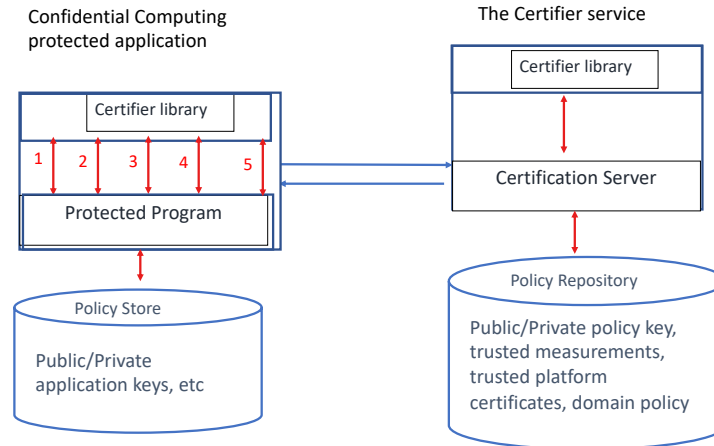 Confidential Computing
protected application
Certifier library
1 2 3 4 5
Protected Program
Policy Store
Public/Private
application keys, etc
The Certifier service
Certifier library
Certification Server
Policy Repository
Public/Private policy key,
trusted measurements,
trusted platform
certificates, domain policy